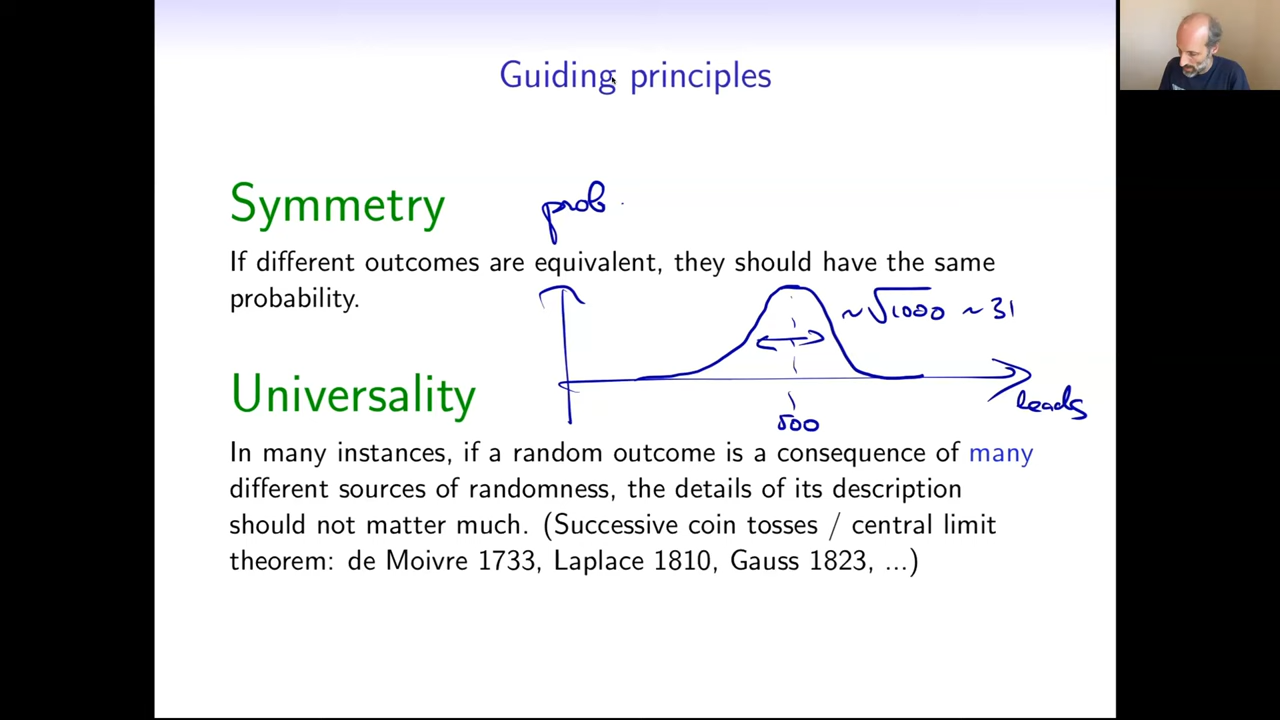 Guiding principles
Symmetry
prob
If different outcomes are equivalent, they should have the same
probability.
~√1000 ~ 31
heads
500
Universality
In many instances, if a random outcome is a consequence of many
different sources of randomness, the details of its description
should not matter much. (Successive coin tosses / central limit
theorem: de Moivre 1733, Laplace 1810, Gauss 1823, ...)